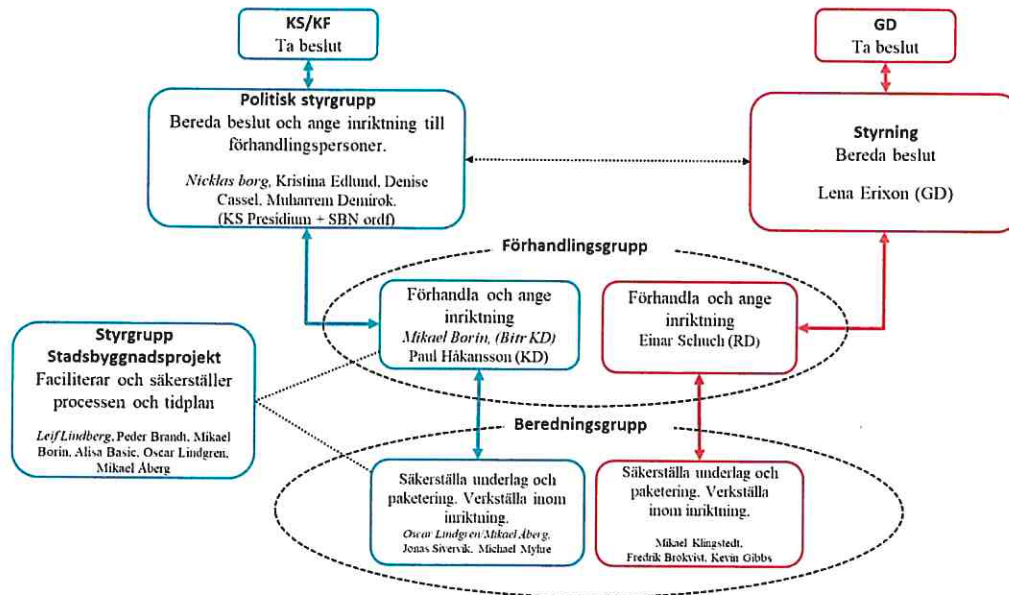 KS/KF
Ta beslut
GD
Ta beslut
Politisk styrgrupp
Bereda beslut och ange inriktning till
förhandlingspersoner.
Nicklas borg, Kristina Edlund, Denise
Cassel, Muharrem Demirok.
(KS Presidium + SBN ordf)
Styrning
Bereda beslut
Lena Erixon (GD)
Förhandlingsgrupp
Förhandla och ange
inriktning
Mikael Borin, (Bitr KD)
Paul Håkansson (KD)
Förhandla och ange
inriktning
Einar Schuch (RD)
Styrgrupp
Stadsbyggnadsprojekt
Faciliterar och säkerställer
processen och tidplan
Leif Lindberg, Peder Brandt, Mikael
Borin, Alisa Basic, Oscar Lindgren,
Mikael Åberg
Beredningsgrupp
Säkerställa underlag och
paketering. Verkställa inom
inriktning.
Oscar Lindgren/Mikael Åberg,
Jonas Sivervik, Michael Myhre
Säkerställa underlag och
paketering. Verkställa
inom inriktning.
Mikael Klingstedt,
Fredrik Brokvist, Kevin Gibbs